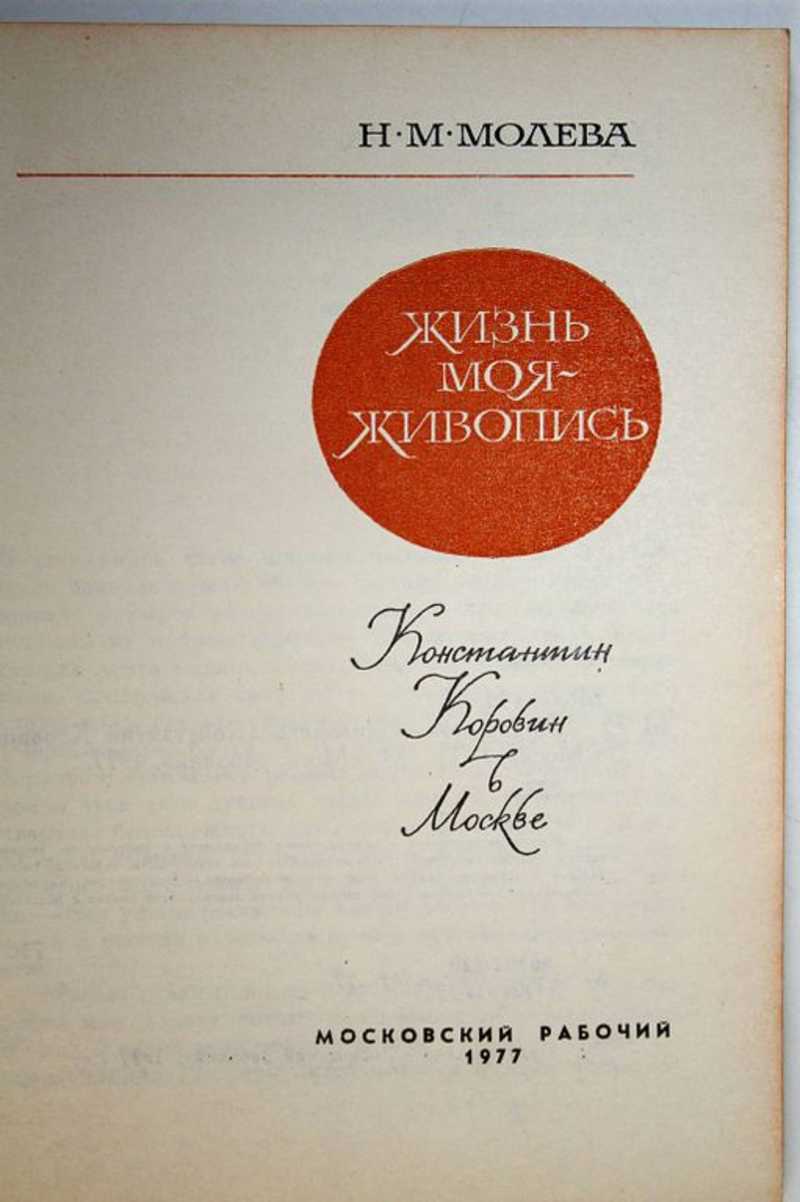 Н·М·МОЛЕВА
ЖИЗНЬ
МОЯ~
ЖИВОПИСЬ
Константин
Коровин
в
Москве
МОСКОВСКИЙ РАБОЧИЙ
1977